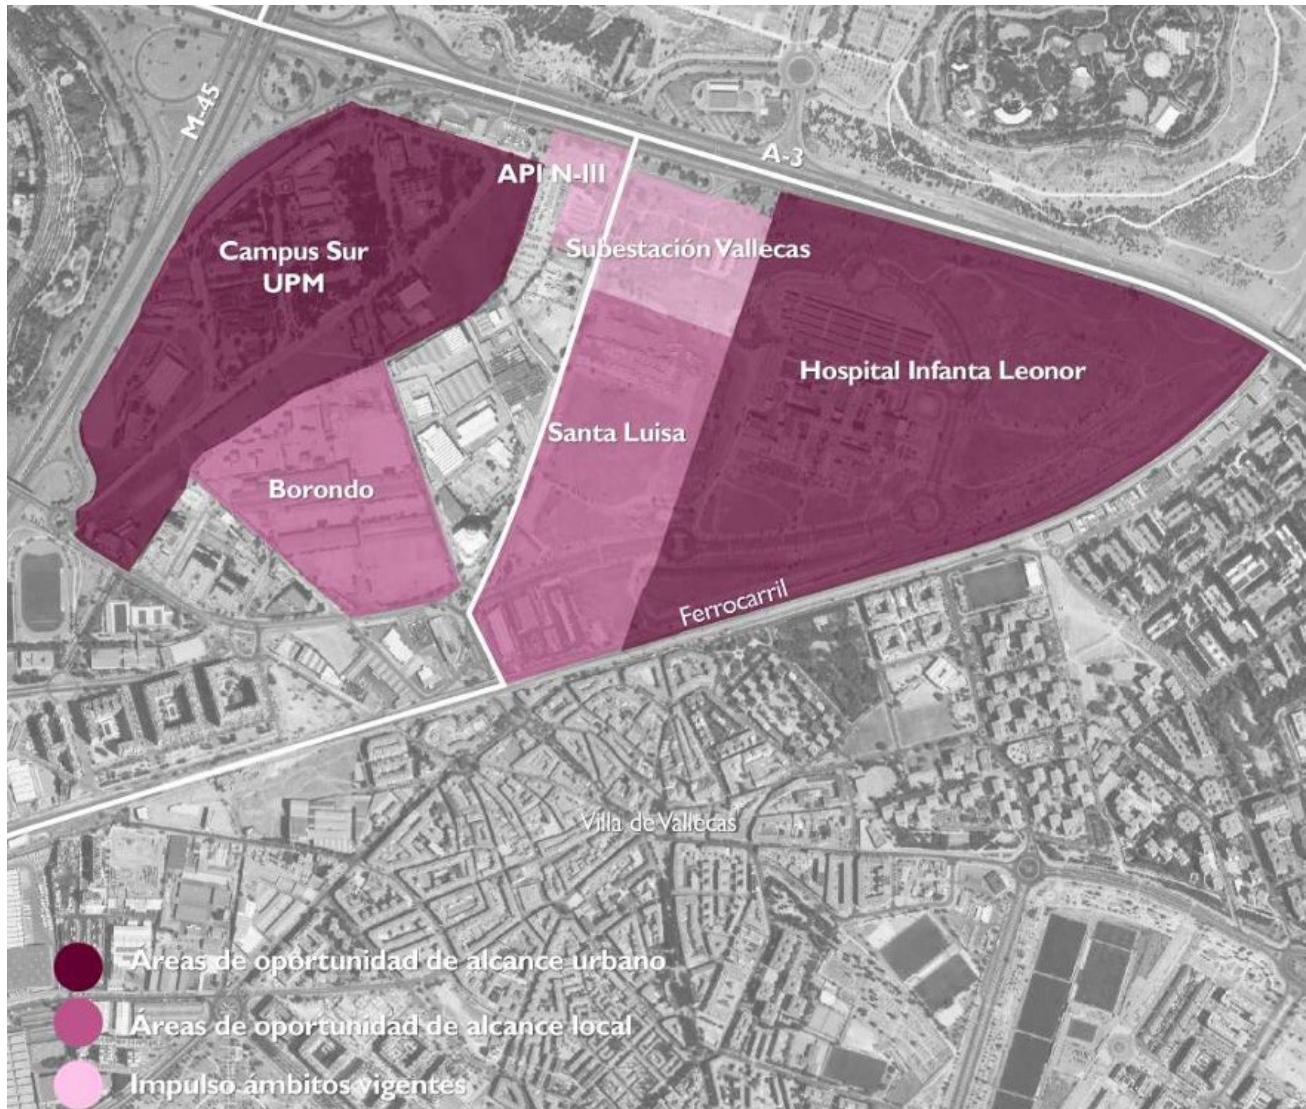 M-45
A-3
API N-III
Campus Sur
UPM
Subestación Vallecas
Hospital Infanta Leonor
Santa Luisa
Borondo
Ferrocarril
Villa de Vallecas
Áreas de oportunidad de alcance urbano
Áreas de oportunidad de alcance local
Impulso ámbitos vigentes